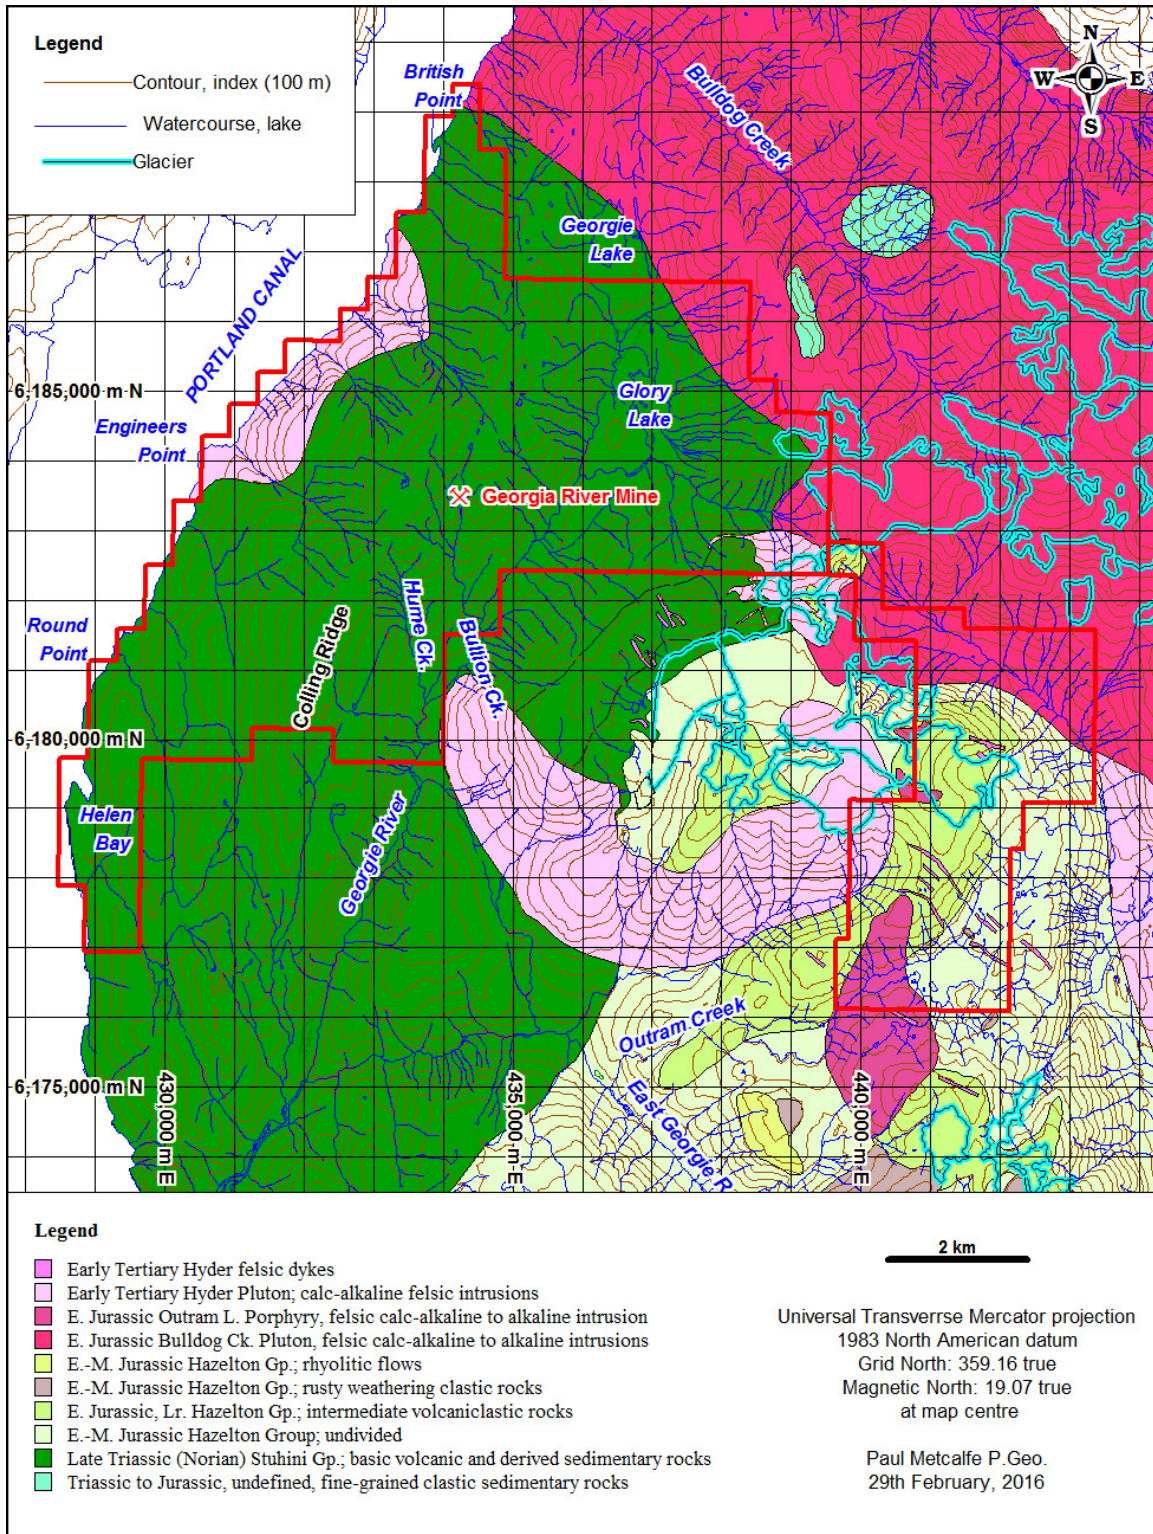 Legend
Contour, index (100 m)
Watercourse, lake
Glacier
N
W
E
S
British
Point
Bulldog Creek
Georgie
Lake
PORTLAND CANAL
6,185,000 m N
Glory
Lake
Engineers
Point
Georgia River Mine
Hume Ck.
Bullion Ck.
Colling Ridge
Round
Point
6,180,000 m N
Helen
Bay
Georgie River
Outram Creek
East Georgie R
6,175,000 m N
430,000 m E
435,000 m E
440,000 m E
Legend
Early Tertiary Hyder felsic dykes
Early Tertiary Hyder Pluton; calc-alkaline felsic intrusions
E. Jurassic Outram L. Porphyry, felsic calc-alkaline to alkaline intrusion
E. Jurassic Bulldog Ck. Pluton, felsic calc-alkaline to alkaline intrusions
E.-M. Jurassic Hazelton Gp.; rhyolitic flows
E.-M. Jurassic Hazelton Gp.; rusty weathering clastic rocks
E. Jurassic, Lr. Hazelton Gp.; intermediate volcaniclastic rocks
E.-M. Jurassic Hazelton Group; undivided
Late Triassic (Norian) Stuhini Gp.; basic volcanic and derived sedimentary rocks
Triassic to Jurassic, undefined, fine-grained clastic sedimentary rocks
2 km
Universal Transverrse Mercator projection
1983 North American datum
Grid North: 359.16 true
Magnetic North: 19.07 true
at map centre
Paul Metcalfe P.Geo.
29th February, 2016